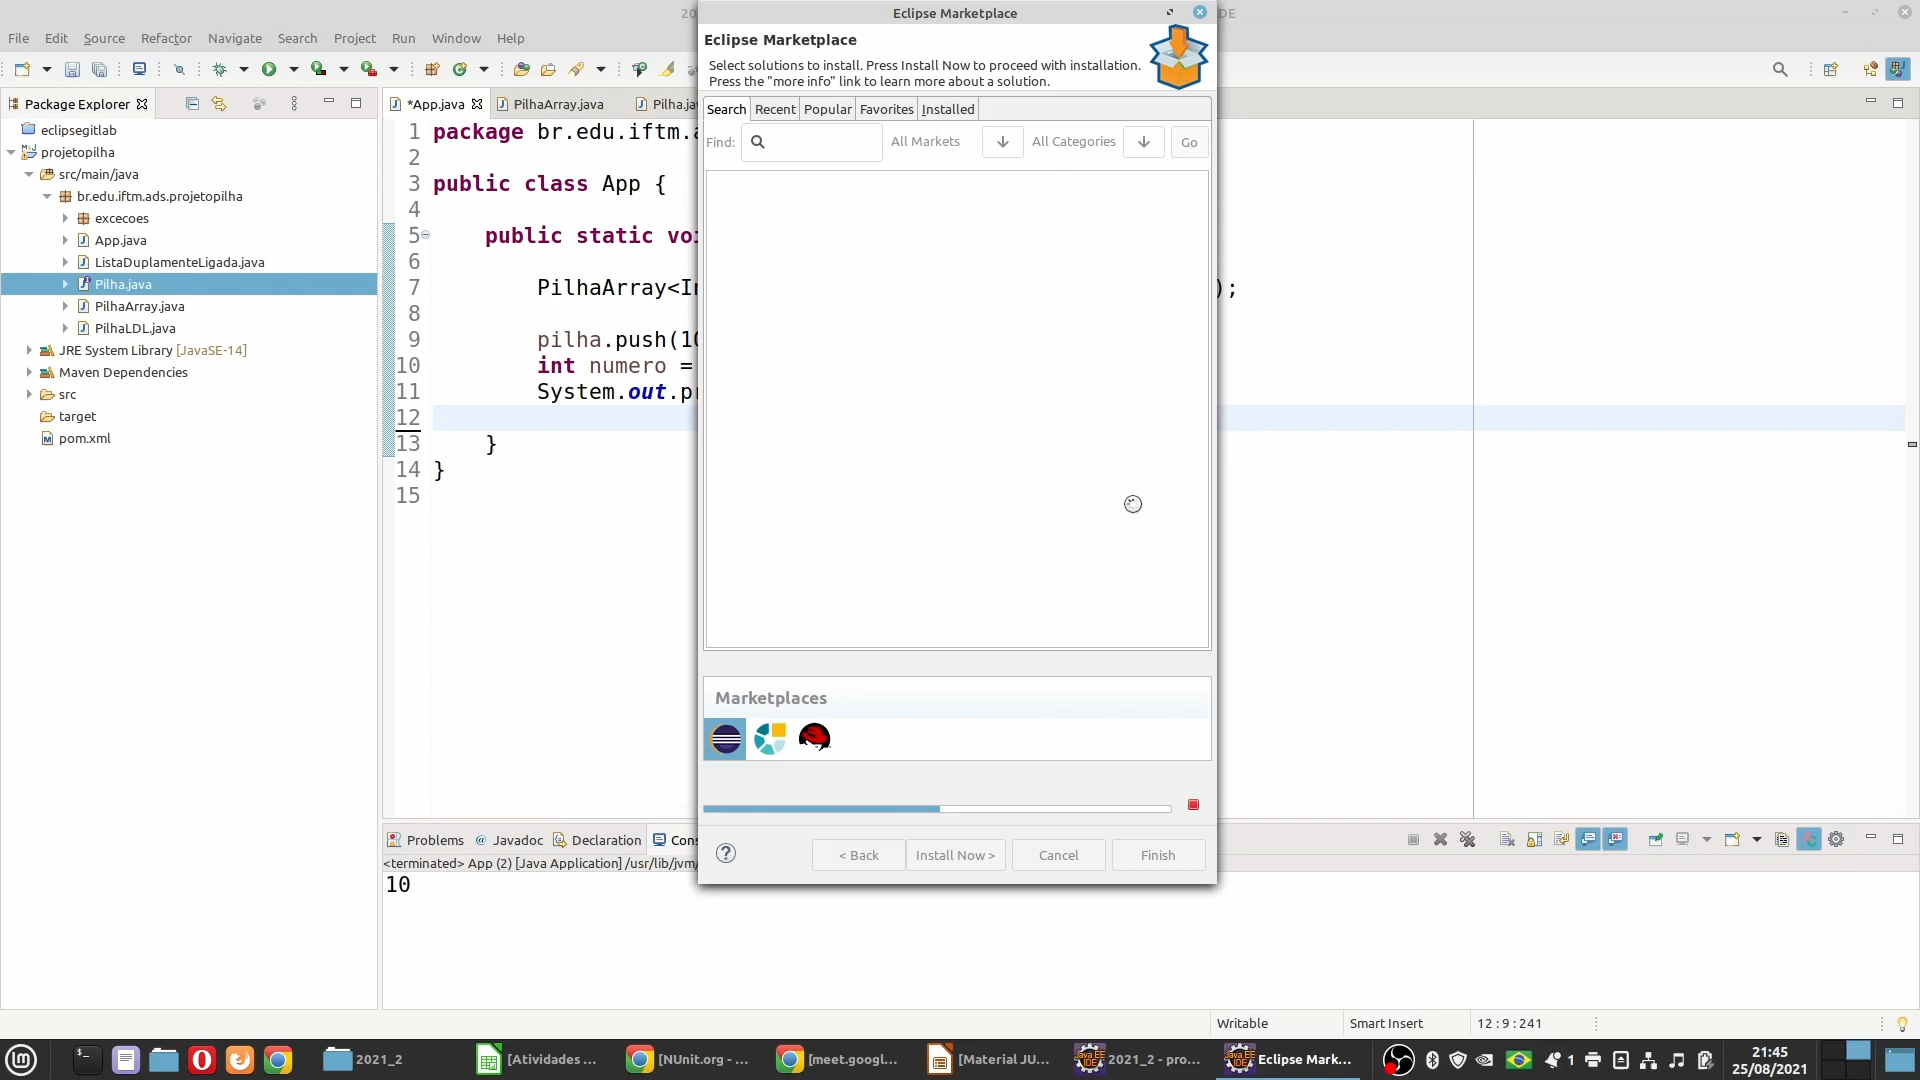 Eclipse Marketplace
File Edit Source Refactor Navigate Search Project Run Window Help
Package Explorer
eclipsegitlab
projetopilha
src/main/java
br.edu.iftm.ads.projetopilha
excecoes
App.java
ListaDuplamenteLigada.java
Pilha.java
PilhaArray.java
PilhaLDL.java
JRE System Library [JavaSE-14]
Maven Dependencies
src
target
pom.xml
*App.java PilhaArray.java
1 package br.edu.iftm.
2
3 public class App {
4
5 public static
6
7 PilhaArray< );
8
9 pilha.push(
10 int numero =
11 System.out.
12
13 }
14 }
15
Eclipse Marketplace
Select solutions to install. Press Install Now to proceed with installation.
Press the "more info" link to learn more about a solution.
Search Recent Popular Favorites Installed
Find: All Markets All Categories Go
Marketplaces
< Back Install Now > Cancel Finish
Problems Javadoc Declaration
<terminated> App (2) [Java Application] /usr/lib/jvm/
10
Writable Smart Insert 12 : 9 : 241
2021_2 [Atividades ... [NUnit.org - ... [meet.googl... [Material JU... 2021_2 - pro... Eclipse Mark... 1 21:45
25/08/2021